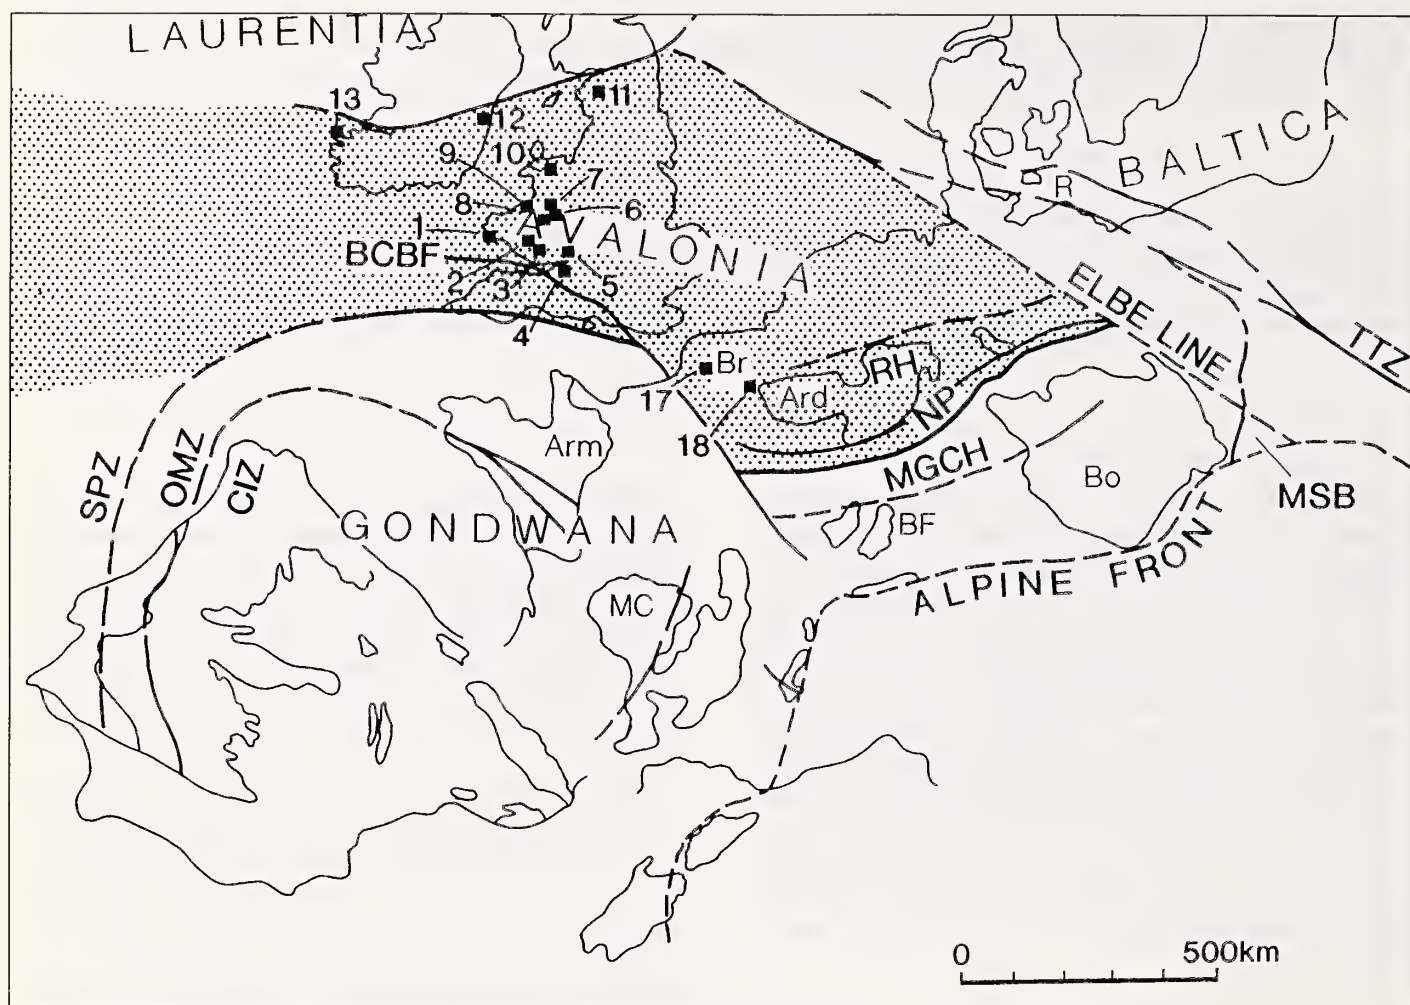 LAURENTIA
13
11
12
9
10
7
8
6
1
AVALONIA
BCBF
2
3
5
4
BALTICA
R
ELBE LINE
TTZ
Br
17
18
Ard
RH
NP
MGCH
Bo
MSB
BF
Arm
SPZ
OMZ
CIZ
GONDWANA
MC
ALPINE FRONT
0 500km